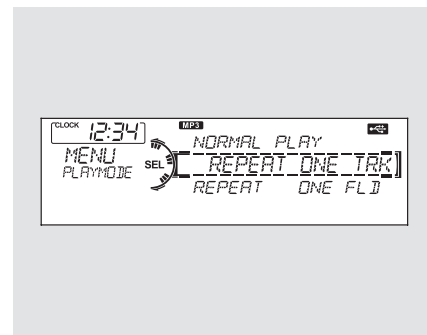 CLOCK 12:34
MP3
NORMAL PLAY
MENU
PLAYMODE
SEL
REPEAT ONE TRK
REPEAT ONE FLD